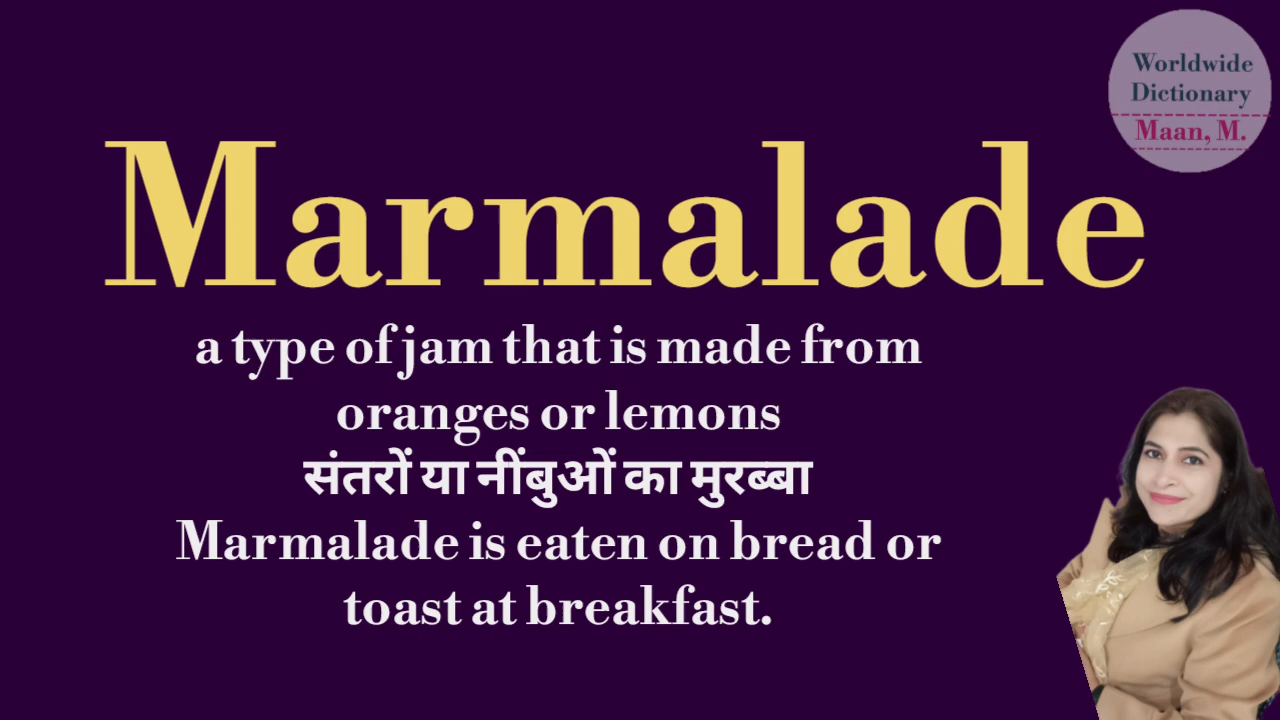 Worldwide
Dictionary
Maan, M.
Marmalade
a type of jam that is made from
oranges or lemons
संतरों या नींबुओं का मुरब्बा
Marmalade is eaten on bread or
toast at breakfast.